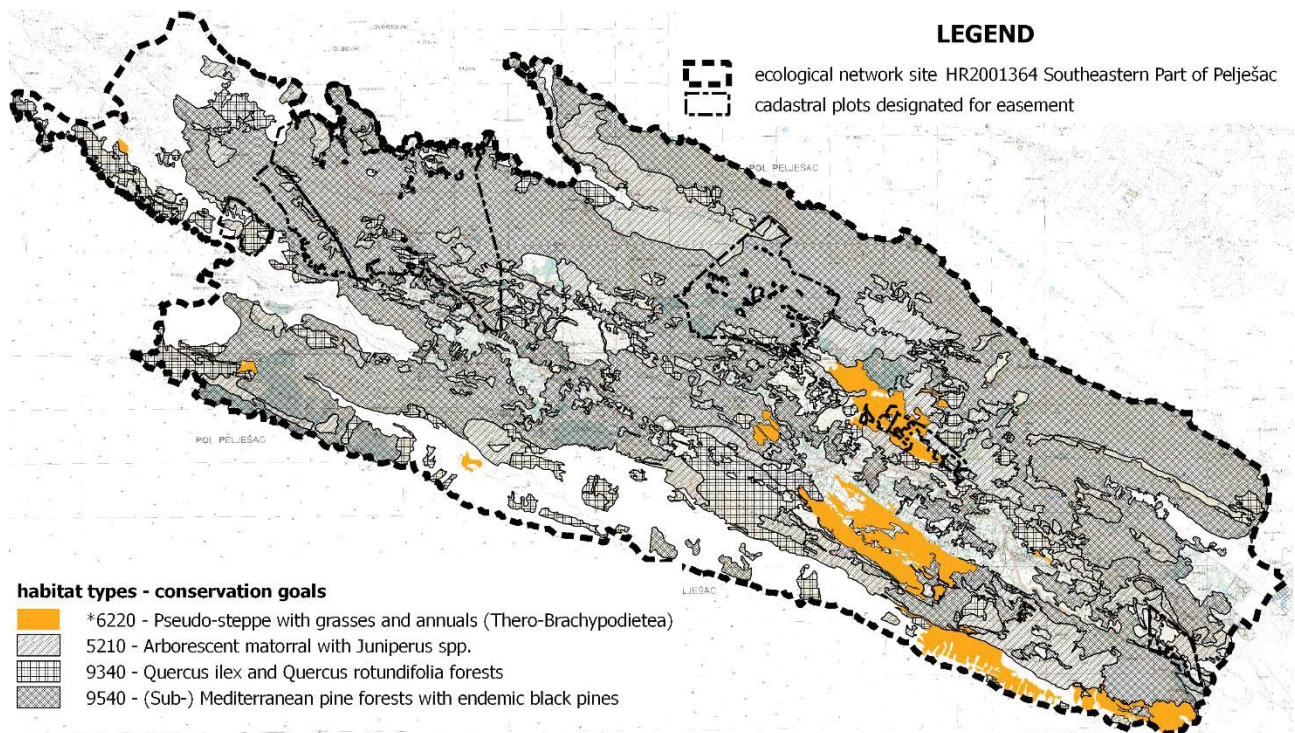 LEGEND
ecological network site HR2001364 Southeastern Part of Pelješac
cadastral plots designated for easement
POL PELJEŠAC
POL PELJEŠAC
LJEŠAC
habitat types - conservation goals
*6220 - Pseudo-steppe with grasses and annuals (Thero-Brachypodietea)
5210 - Arborescent matorral with Juniperus spp.
9340 - Quercus ilex and Quercus rotundifolia forests
9540 - (Sub-) Mediterranean pine forests with endemic black pines